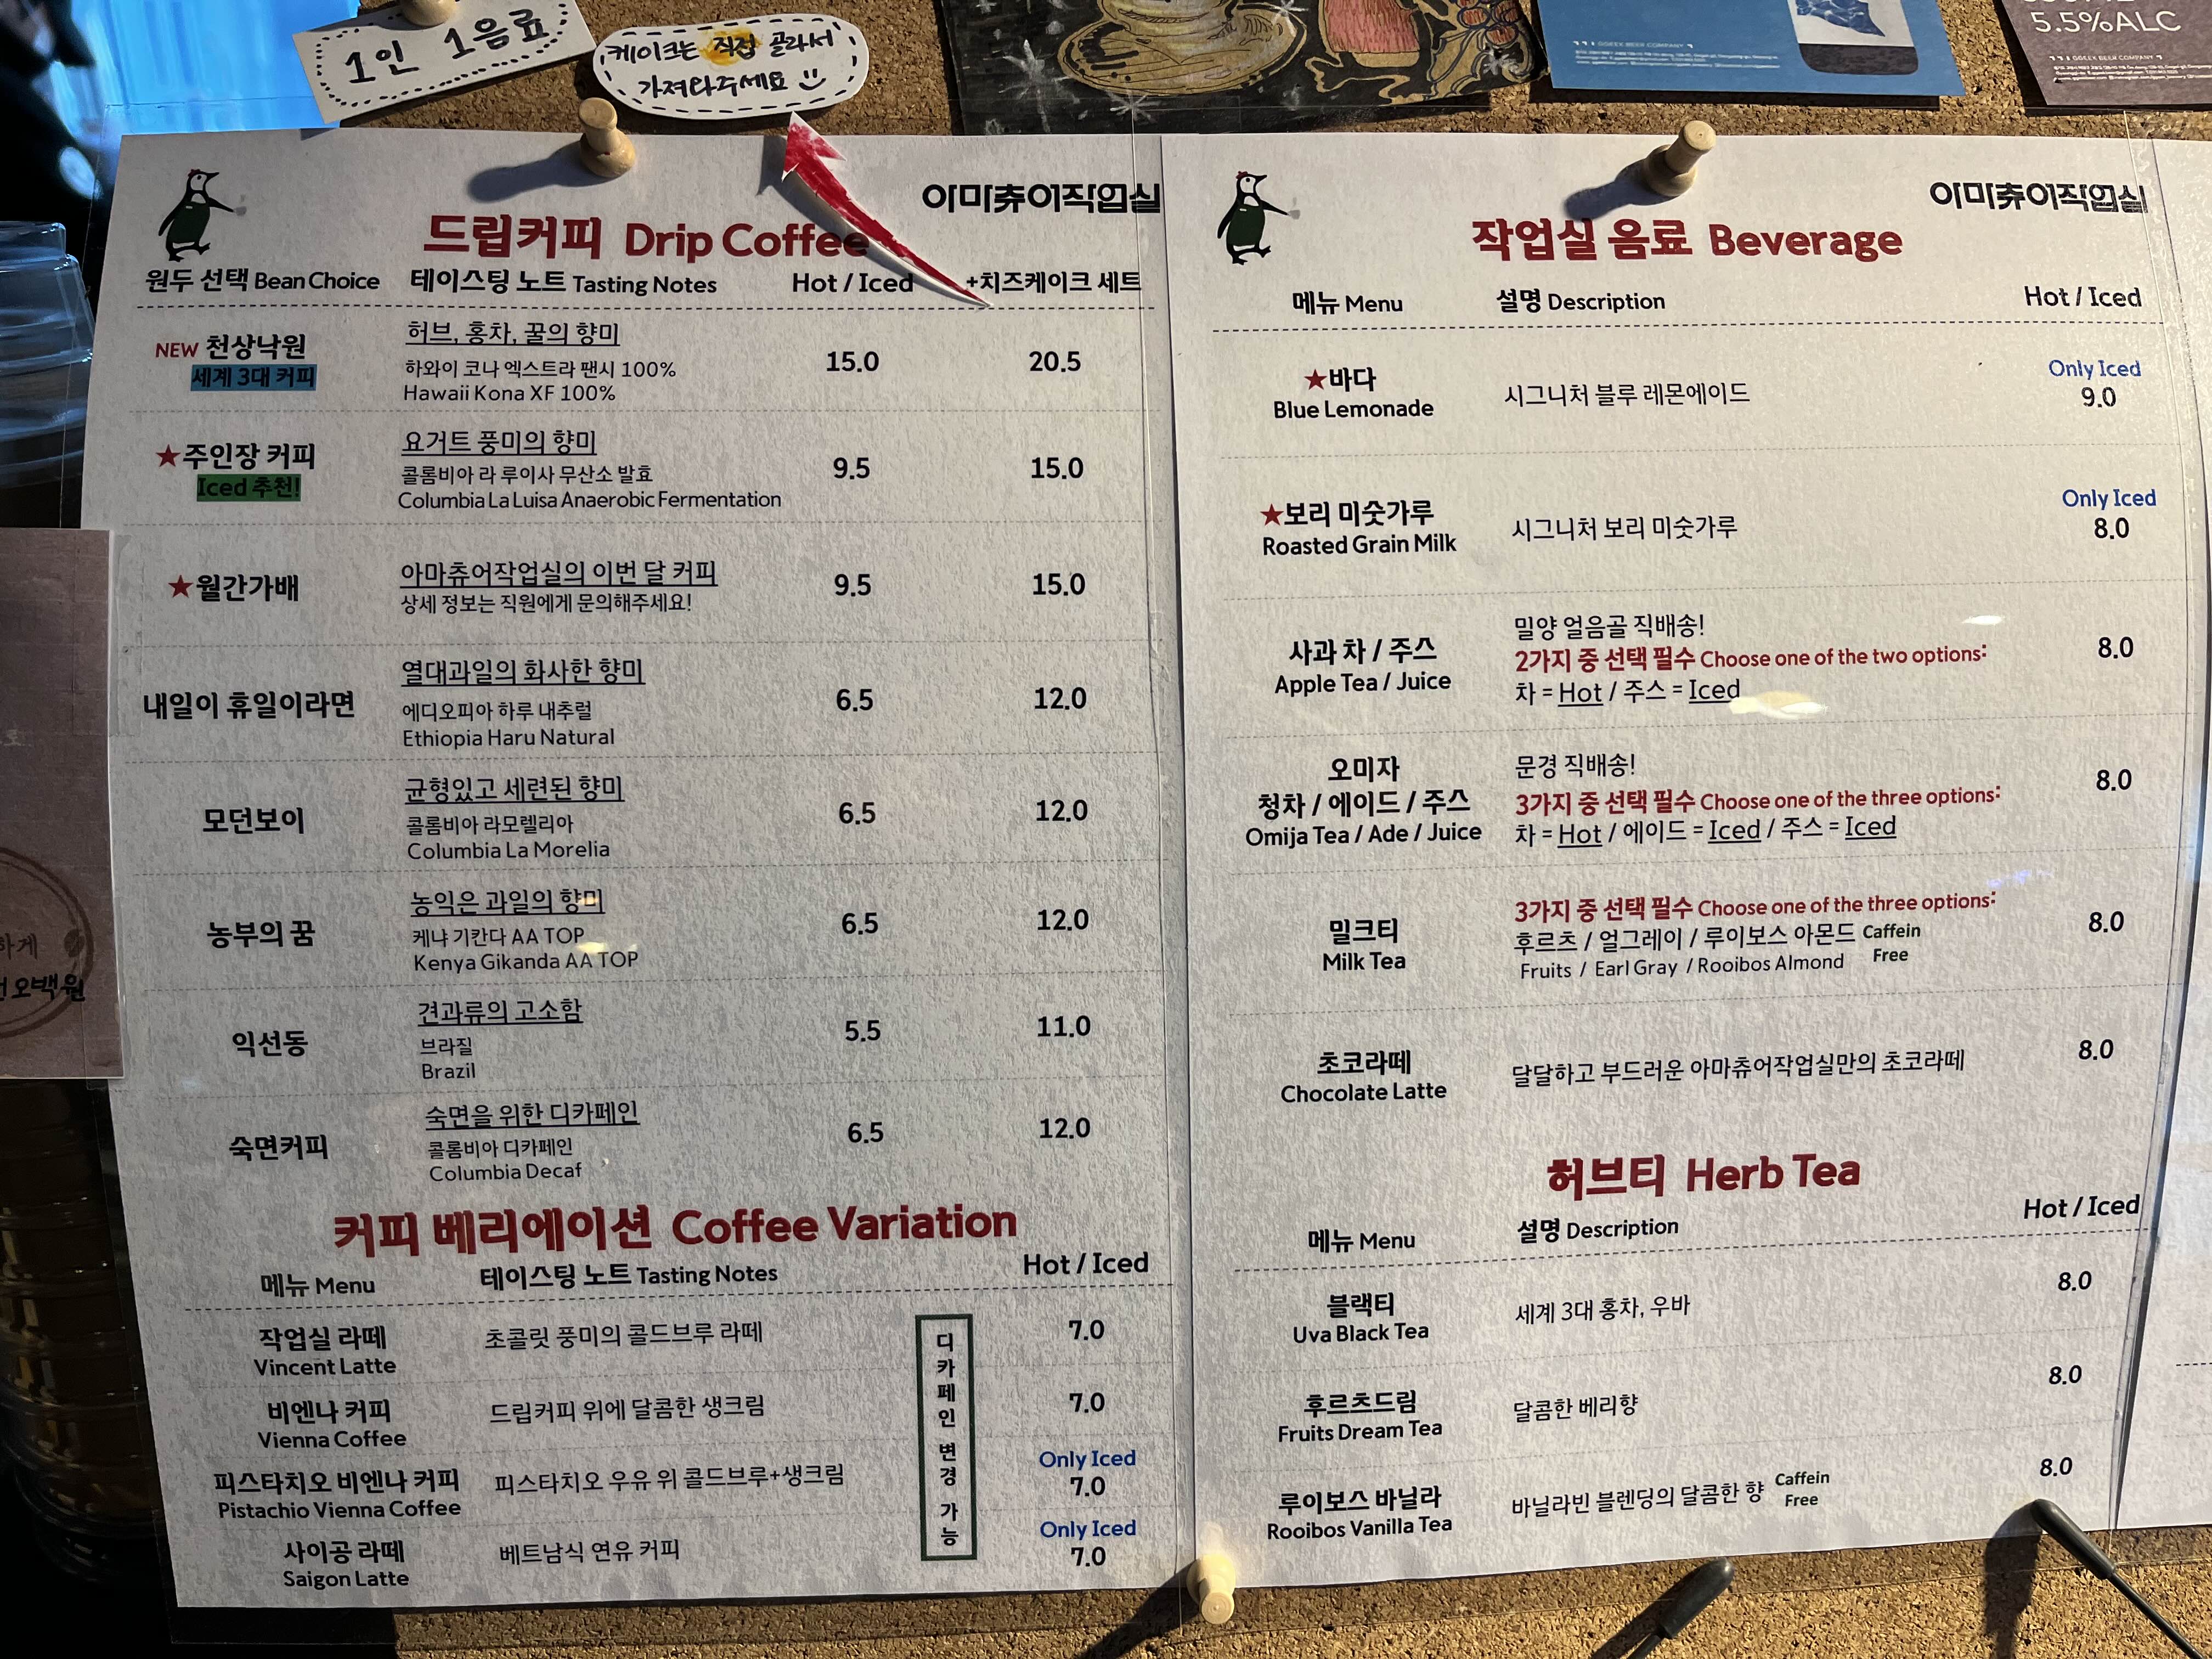 1인 1음료
케이크는 직접 골라서
가져다주세요
5.5%ALC
GGEEK BEER COMPANY
GGEEK BEER COMPANY
하게
오백원
아마츄어작업실
드립커피 Drip Coffee
원두 선택 Bean Choice 테이스팅 노트 Tasting Notes Hot / Iced +치즈케이크 세트
NEW 천상낙원
세계 3대 커피
허브, 홍차, 꿀의 향미
하와이 코나 엑스트라 팬시 100%
Hawaii Kona XF 100%
15.0 20.5
★주인장 커피
Iced 추천!
요거트 풍미의 향미
콜롬비아 라 루이사 무산소 발효
Columbia La Luisa Anaerobic Fermentation
9.5 15.0
★월간가배
아마츄어작업실의 이번 달 커피
상세 정보는 직원에게 문의해주세요!
9.5 15.0
내일이 휴일이라면
열대과일의 화사한 향미
에디오피아 하루 내추럴
Ethiopia Haru Natural
6.5 12.0
모던보이
균형있고 세련된 향미
콜롬비아 라모렐리아
Columbia La Morelia
6.5 12.0
농부의 꿈
농익은 과일의 향미
케냐 기칸다 AA TOP
Kenya Gikanda AA TOP
6.5 12.0
익선동
견과류의 고소함
브라질
Brazil
5.5 11.0
숙면커피
숙면을 위한 디카페인
콜롬비아 디카페인
Columbia Decaf
6.5 12.0
커피 베리에이션 Coffee Variation
메뉴 Menu 테이스팅 노트 Tasting Notes Hot / Iced
작업실 라떼
Vincent Latte
초콜릿 풍미의 콜드브루 라떼
7.0
비엔나 커피
Vienna Coffee
드립커피 위에 달콤한 생크림
7.0
피스타치오 비엔나 커피
Pistachio Vienna Coffee
피스타치오 우유 위 콜드브루+생크림
Only Iced
7.0
사이공 라떼
Saigon Latte
베트남식 연유 커피
Only Iced
7.0
디카페인 변경 가능
아마츄어작업실
작업실 음료 Beverage
메뉴 Menu 설명 Description Hot / Iced
★바다
Blue Lemonade
시그니처 블루 레몬에이드
Only Iced
9.0
★보리 미숫가루
Roasted Grain Milk
시그니처 보리 미숫가루
Only Iced
8.0
사과 차 / 주스
Apple Tea / Juice
밀양 얼음골 직배송!
2가지 중 선택 필수 Choose one of the two options:
차 = Hot / 주스 = Iced
8.0
오미자
청차 / 에이드 / 주스
Omija Tea / Ade / Juice
문경 직배송!
3가지 중 선택 필수 Choose one of the three options:
차 = Hot / 에이드 = Iced / 주스 = Iced
8.0
밀크티
Milk Tea
3가지 중 선택 필수 Choose one of the three options:
후르츠 / 얼그레이 / 루이보스 아몬드 Caffein
Fruits / Earl Gray / Rooibos Almond Free
8.0
초코라떼
Chocolate Latte
달달하고 부드러운 아마츄어작업실만의 초코라떼
8.0
허브티 Herb Tea
메뉴 Menu 설명 Description Hot / Iced
블랙티
Uva Black Tea
세계 3대 홍차, 우바
8.0
후르츠드림
Fruits Dream Tea
달콤한 베리향
8.0
루이보스 바닐라
Rooibos Vanilla Tea
바닐라빈 블렌딩의 달콤한 향 Caffein
Free
8.0